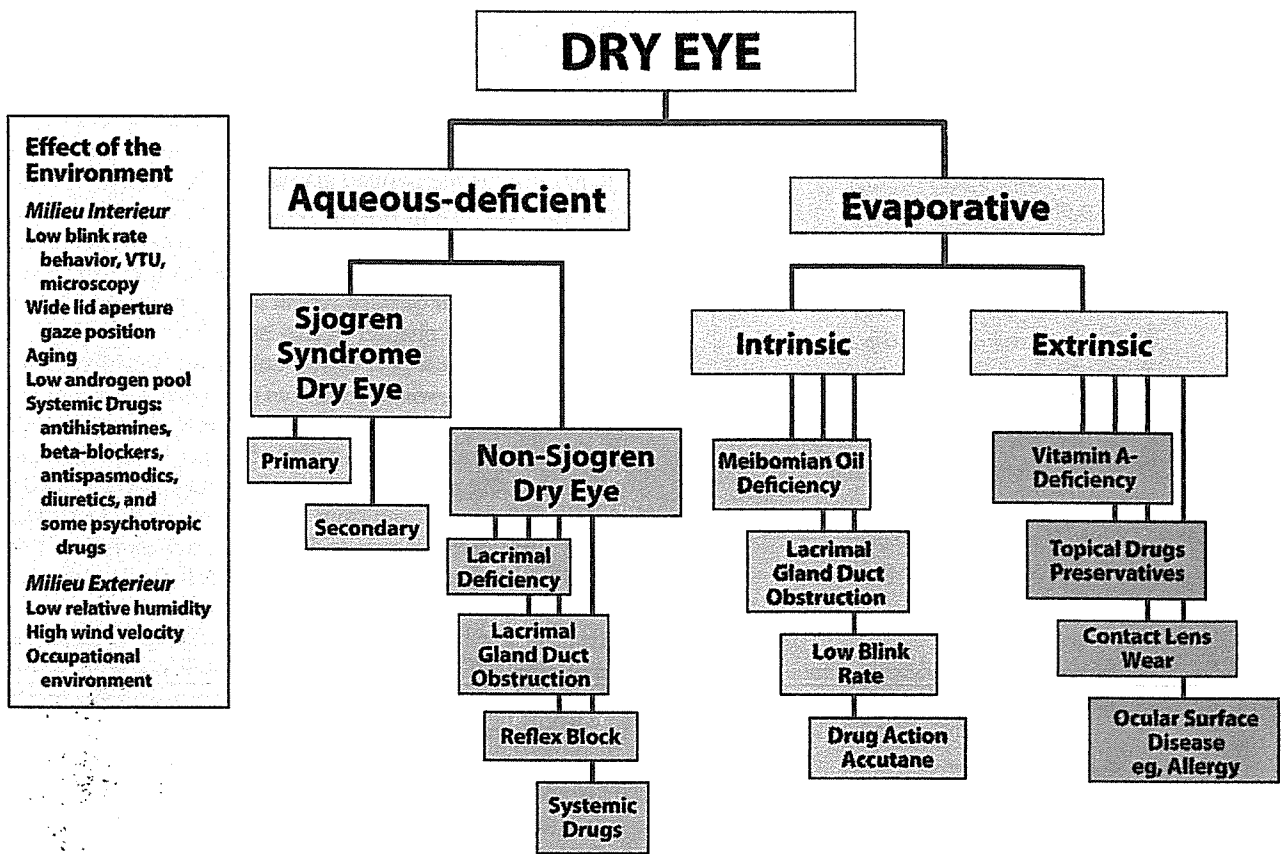 DRY EYE
Effect of the
Environment
Milieu Interieur
Low blink rate
behavior, VTU,
microscopy
Wide lid aperture
gaze position
Aging
Low androgen pool
Systemic Drugs:
antihistamines,
beta-blockers,
antispasmodics,
diuretics, and
some psychotropic
drugs
Milieu Exterieur
Low relative humidity
High wind velocity
Occupational
environment
Aqueous-deficient
Sjogren
Syndrome
Dry Eye
Primary
Secondary
Non-Sjogren
Dry Eye
Lacrimal
Deficiency
Lacrimal
Gland Duct
Obstruction
Reflex Block
Systemic
Drugs
Evaporative
Intrinsic
Meibomian Oil
Deficiency
Lacrimal
Gland Duct
Obstruction
Low Blink
Rate
Drug Action
Accutane
Extrinsic
Vitamin A-
Deficiency
Topical Drugs
Preservatives
Contact Lens
Wear
Ocular Surface
Disease
eg, Allergy